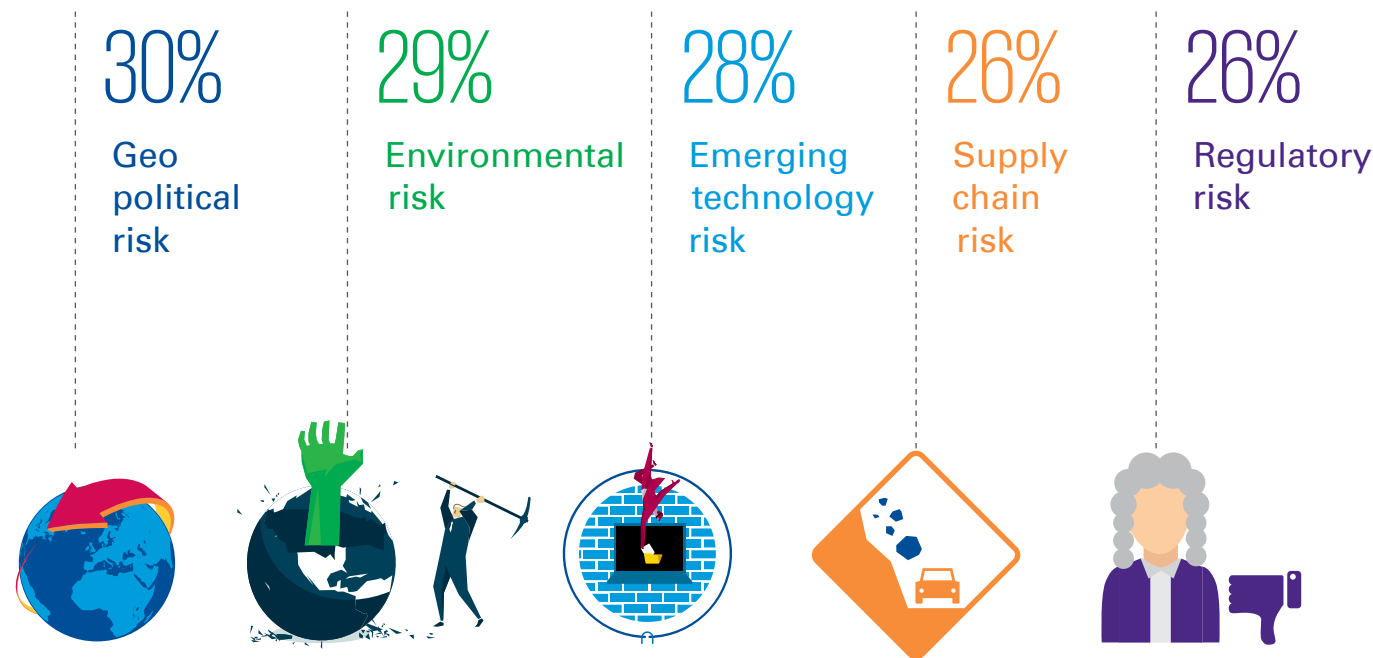 30%
Geo
political
risk
29%
Environmental
risk
28%
Emerging
technology
risk
26%
Supply
chain
risk
26%
Regulatory
risk